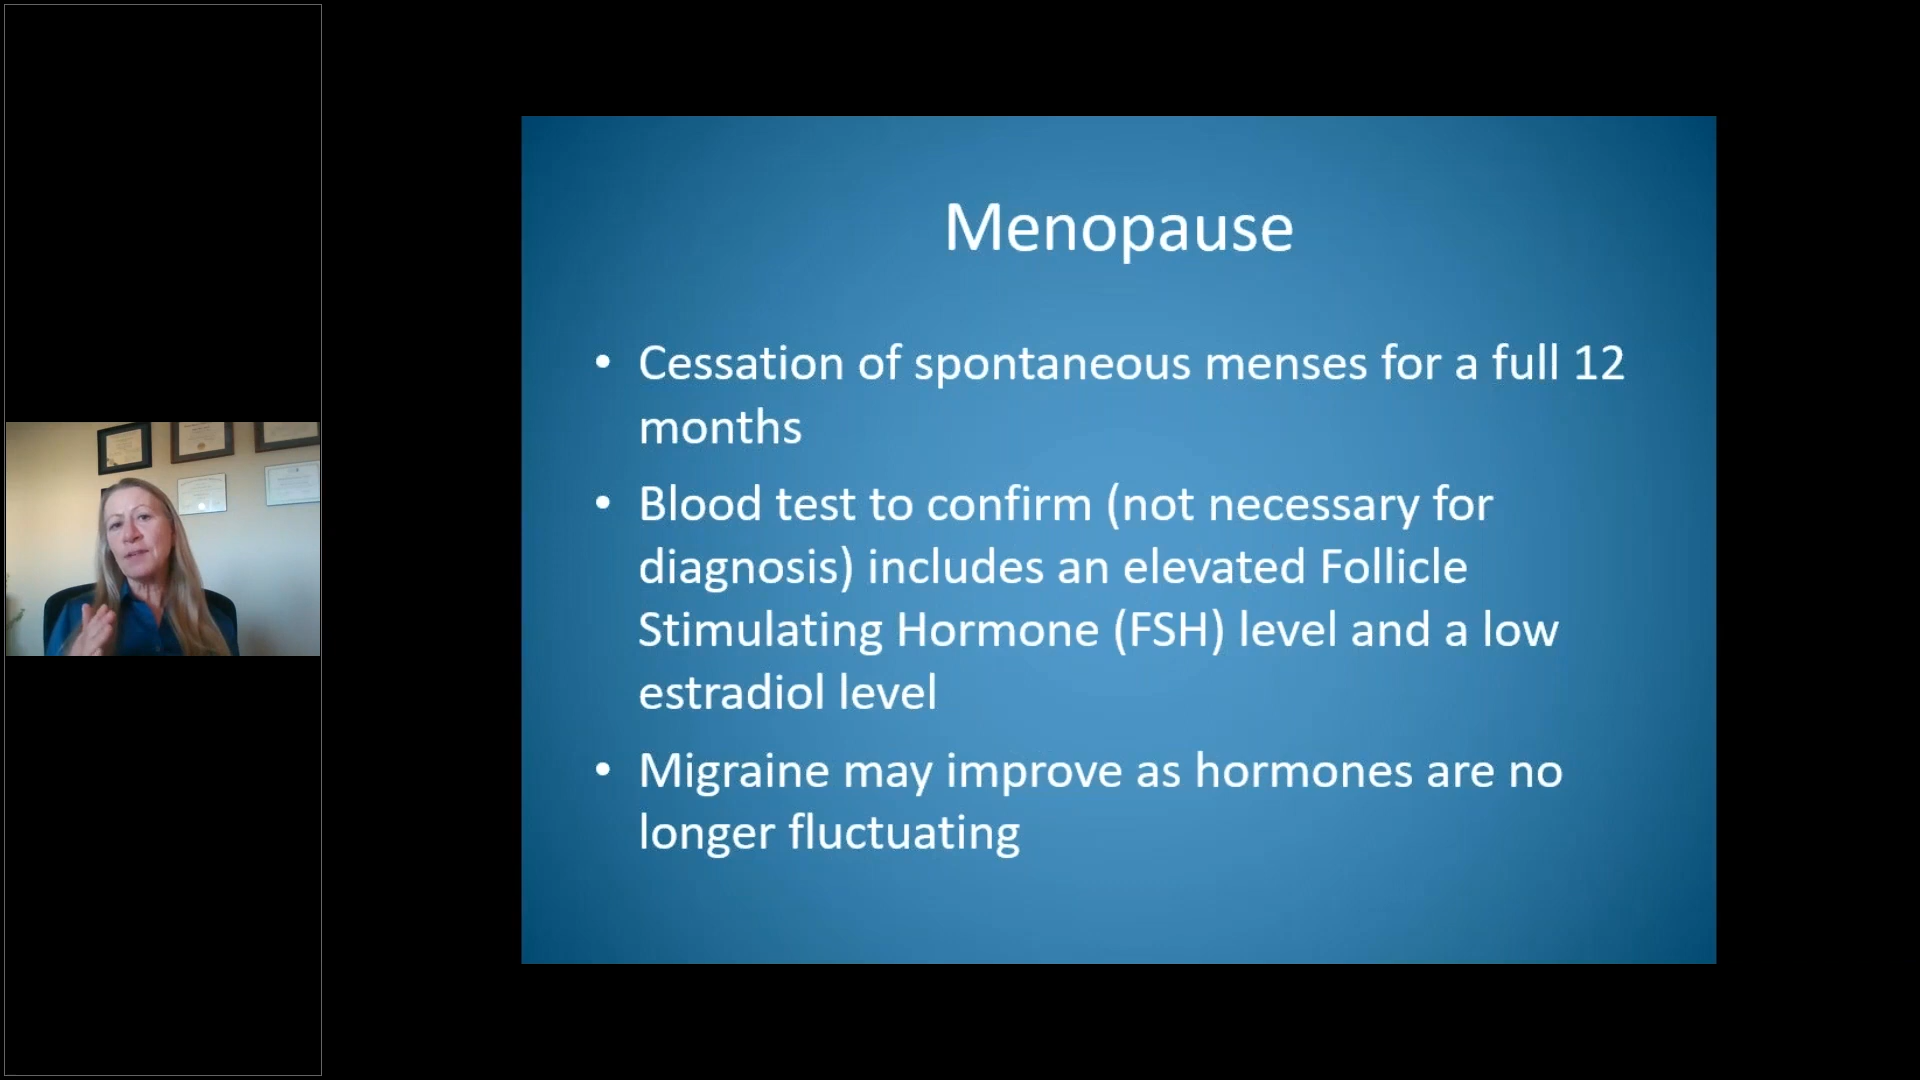 Menopause
• Cessation of spontaneous menses for a full 12
months
• Blood test to confirm (not necessary for
diagnosis) includes an elevated Follicle
Stimulating Hormone (FSH) level and a low
estradiol level
• Migraine may improve as hormones are no
longer fluctuating